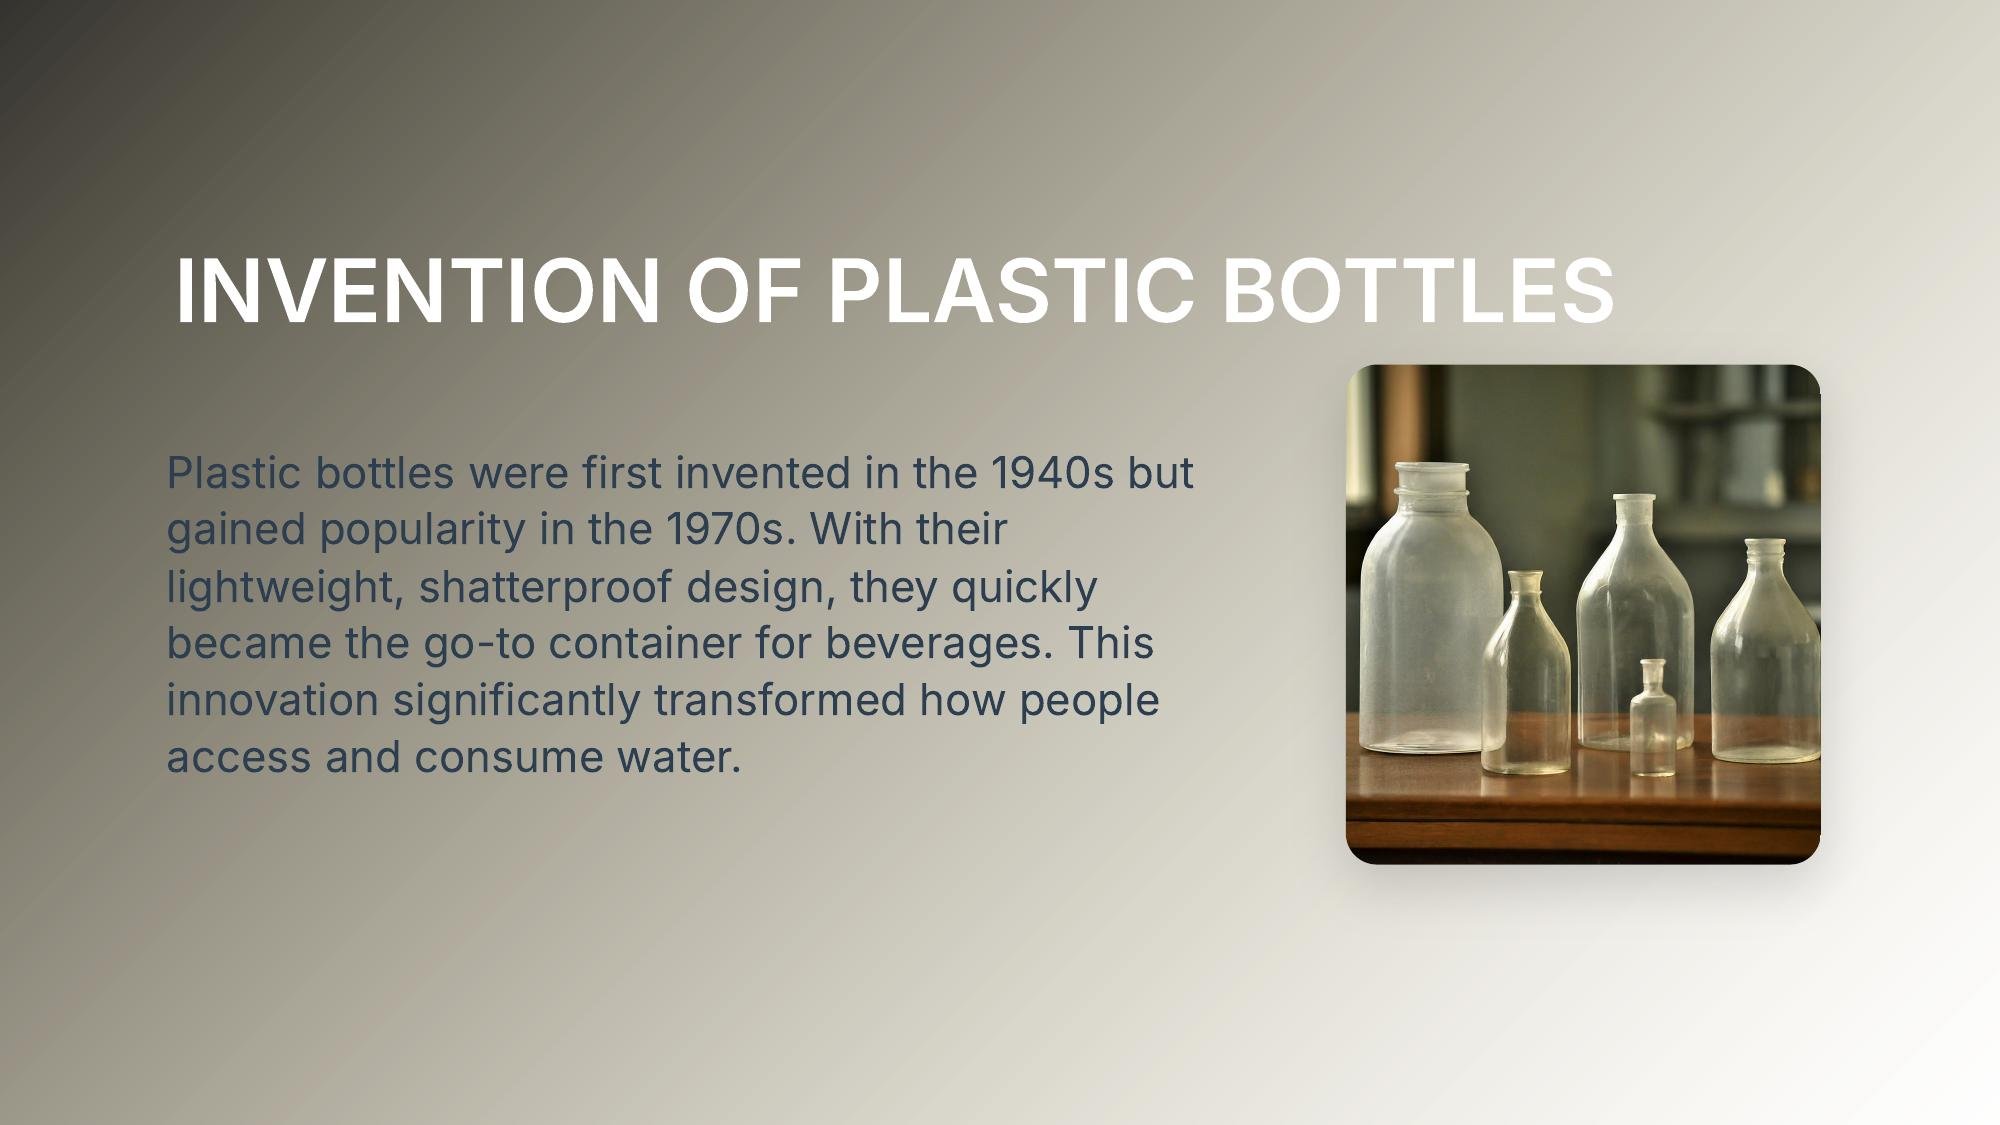 INVENTION OF PLASTIC BOTTLES
Plastic bottles were first invented in the 1940s but
gained popularity in the 1970s. With their
lightweight, shatterproof design, they quickly
became the go-to container for beverages. This
innovation significantly transformed how people
access and consume water.